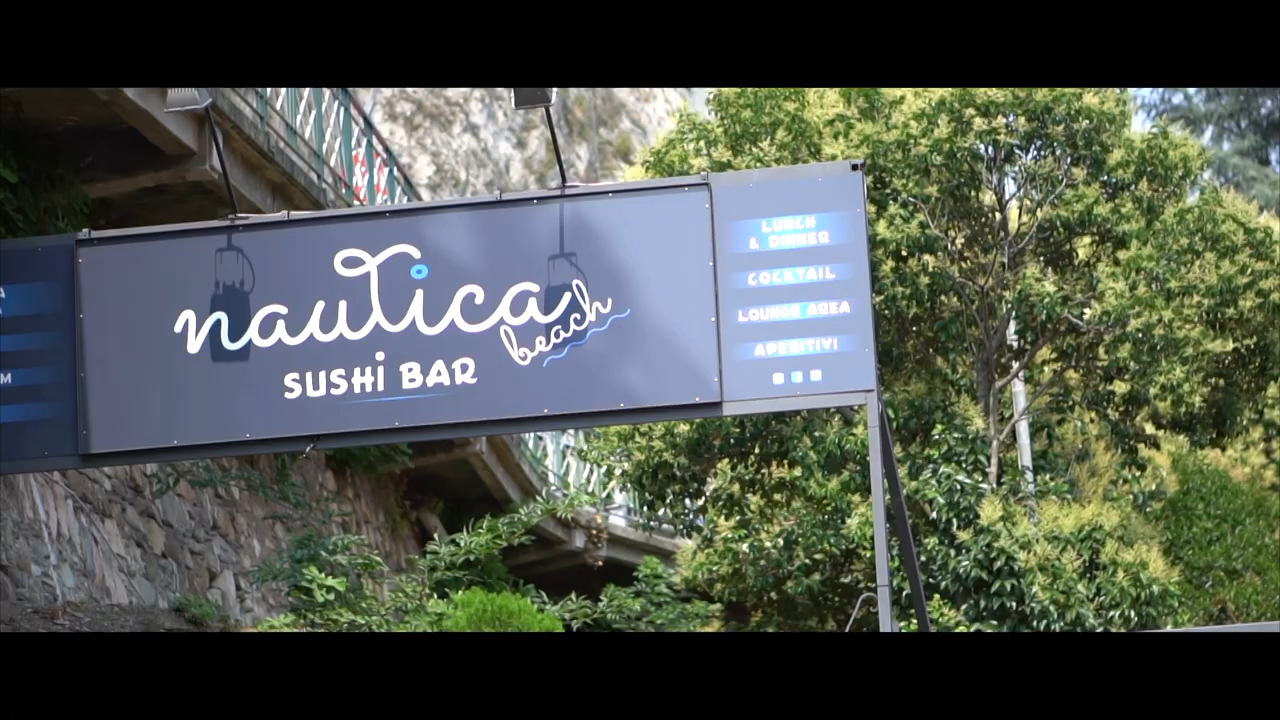 nautica
beach
SUSHi BAR
LUNCH
& DINNER
COCKTAIL
LOUNGE AREA
APERITIVI